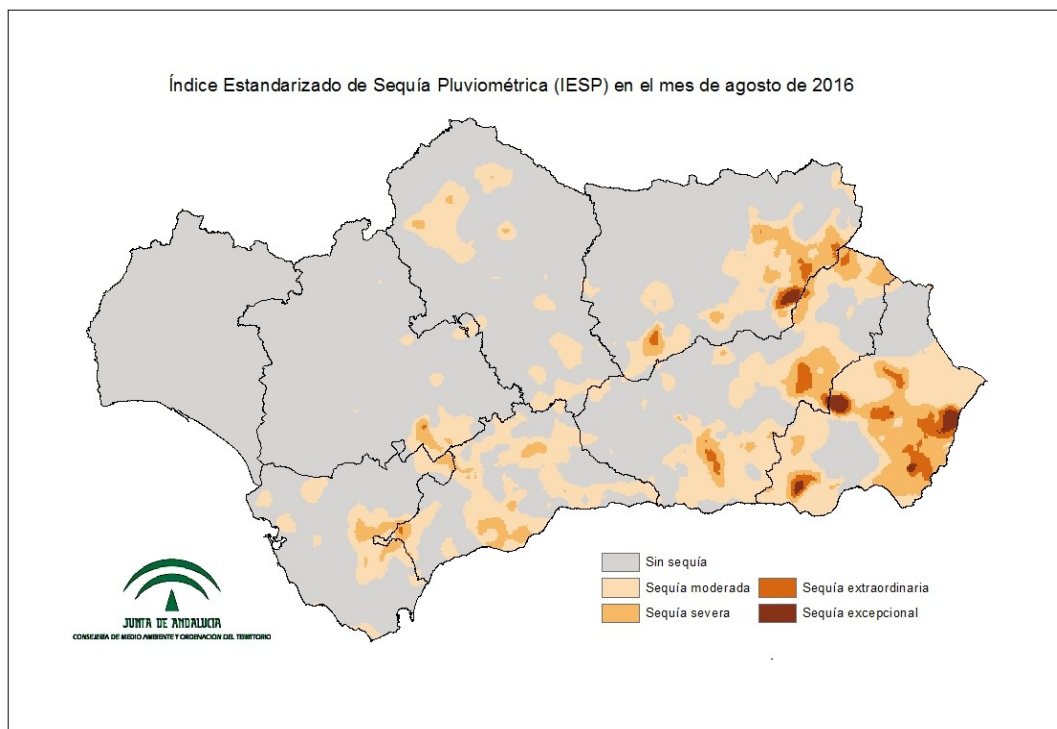 Índice Estandarizado de Sequía Pluviométrica (IESP) en el mes de agosto de 2016
Sin sequía
Sequía moderada
Sequía extraordinaria
Sequía severa
Sequía excepcional
JUNTA DE ANDALUCIA
CONSEJERÍA DE MEDIO AMBIENTE Y ORDENACIÓN DEL TERRITORIO